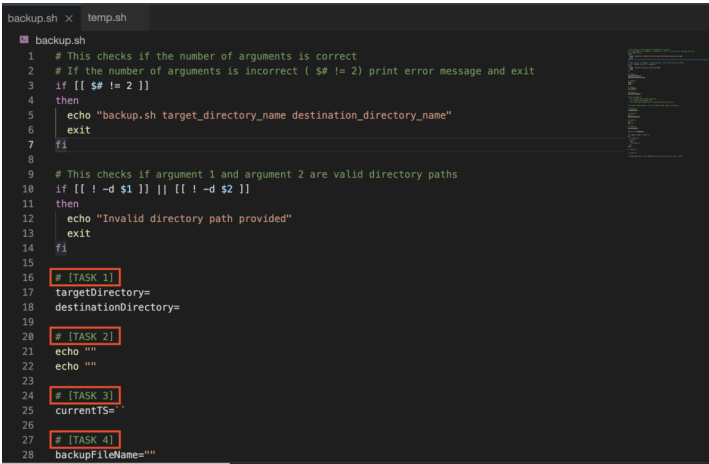 backup.sh × temp.sh
backup.sh
1 # This checks if the number of arguments is correct
2 # If the number of arguments is incorrect ( $# != 2) print error message and exit
3 if [[ $# != 2 ]]
4 then
5 echo "backup.sh target_directory_name destination_directory_name"
6 exit
7 fi
8
9 # This checks if argument 1 and argument 2 are valid directory paths
10 if [[ ! -d $1 ]] || [[ ! -d $2 ]]
11 then
12 echo "Invalid directory path provided"
13 exit
14 fi
15
16 # [TASK 1]
17 targetDirectory=
18 destinationDirectory=
19
20 # [TASK 2]
21 echo ""
22 echo ""
23
24 # [TASK 3]
25 currentTS=``
26
27 # [TASK 4]
28 backupFileName=""